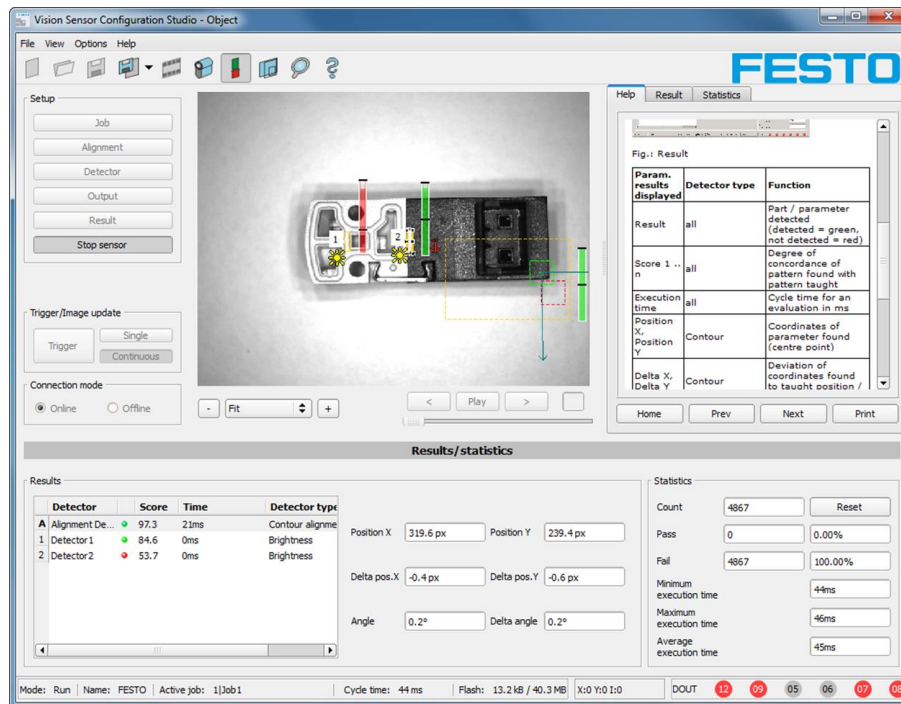 Vision Sensor Configuration Studio - Object
File View Options Help
FESTO
Setup
Job
Alignment
Detector
Output
Result
Stop sensor
Trigger/Image update
Trigger
Single
Continuous
Connection mode
Online Offline
1 2
- Fit +
< Play >
Help Result Statistics
Fig.: Result
Param. results displayed Detector type Function
Result all Part / parameter detected (detected = green, not detected = red)
Score 1 .. n all Degree of concordance of pattern found with pattern taught
Execution time all Cycle time for an evaluation in ms
Position X, Position Y Contour Coordinates of parameter found (centre point)
Delta X, Delta Y Contour Deviation of coordinates found to taught position /
Home Prev Next Print
Results/statistics
Results
Detector Score Time Detector type
A Alignment De... 97.3 21ms Contour alignme
1 Detector1 84.6 0ms Brightness
2 Detector2 53.7 0ms Brightness
Position X 319.6 px Position Y 239.4 px
Delta pos.X -0.4 px Delta pos.Y -0.6 px
Angle 0.2° Delta angle 0.2°
Statistics
Count 4867 Reset
Pass 0 0.00%
Fail 4867 100.00%
Minimum execution time 44ms
Maximum execution time 46ms
Average execution time 45ms
Mode: Run Name: FESTO Active job: 1|Job1 Cycle time: 44 ms Flash: 13.2 kB / 40.3 MB X:0 Y:0 I:0 DOUT 12 09 05 06 07 08